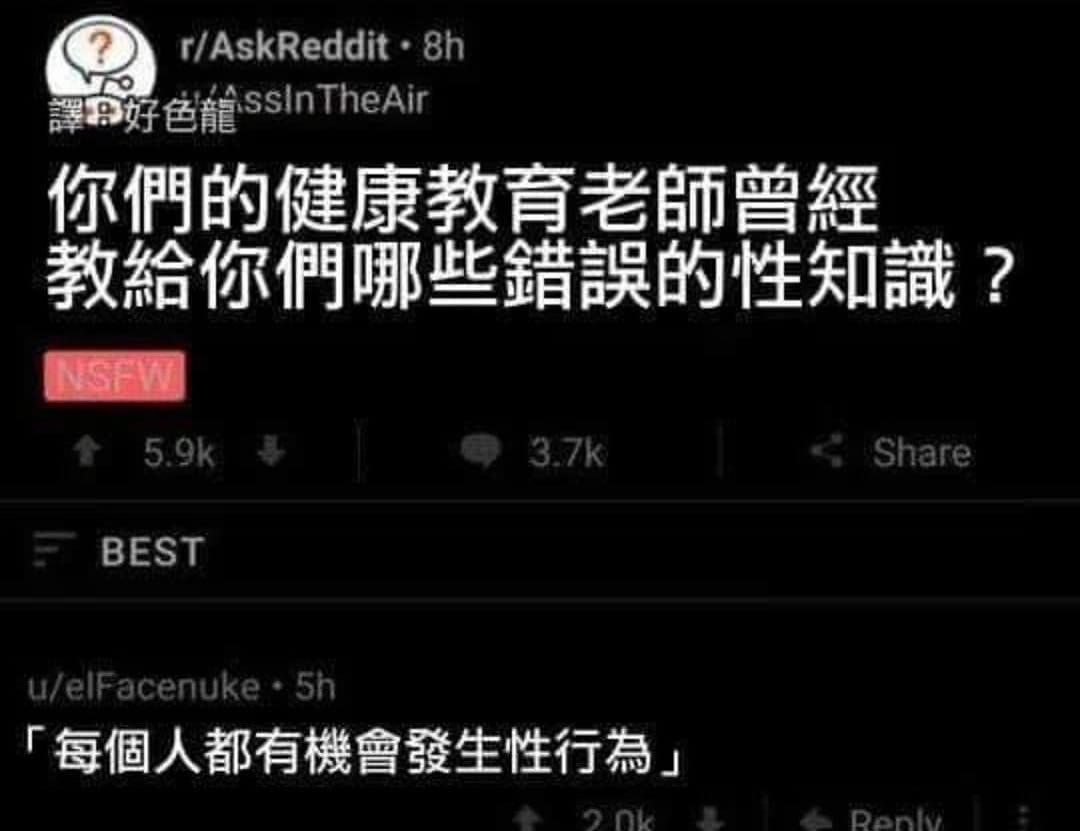 r/AskReddit • 8h
u/AssInTheAir
譯:好色龍
你們的健康教育老師曾經
教給你們哪些錯誤的性知識?
NSFW
5.9k 3.7k Share
BEST
u/elFacenuke • 5h
「每個人都有機會發生性行為」
2.0k Reply